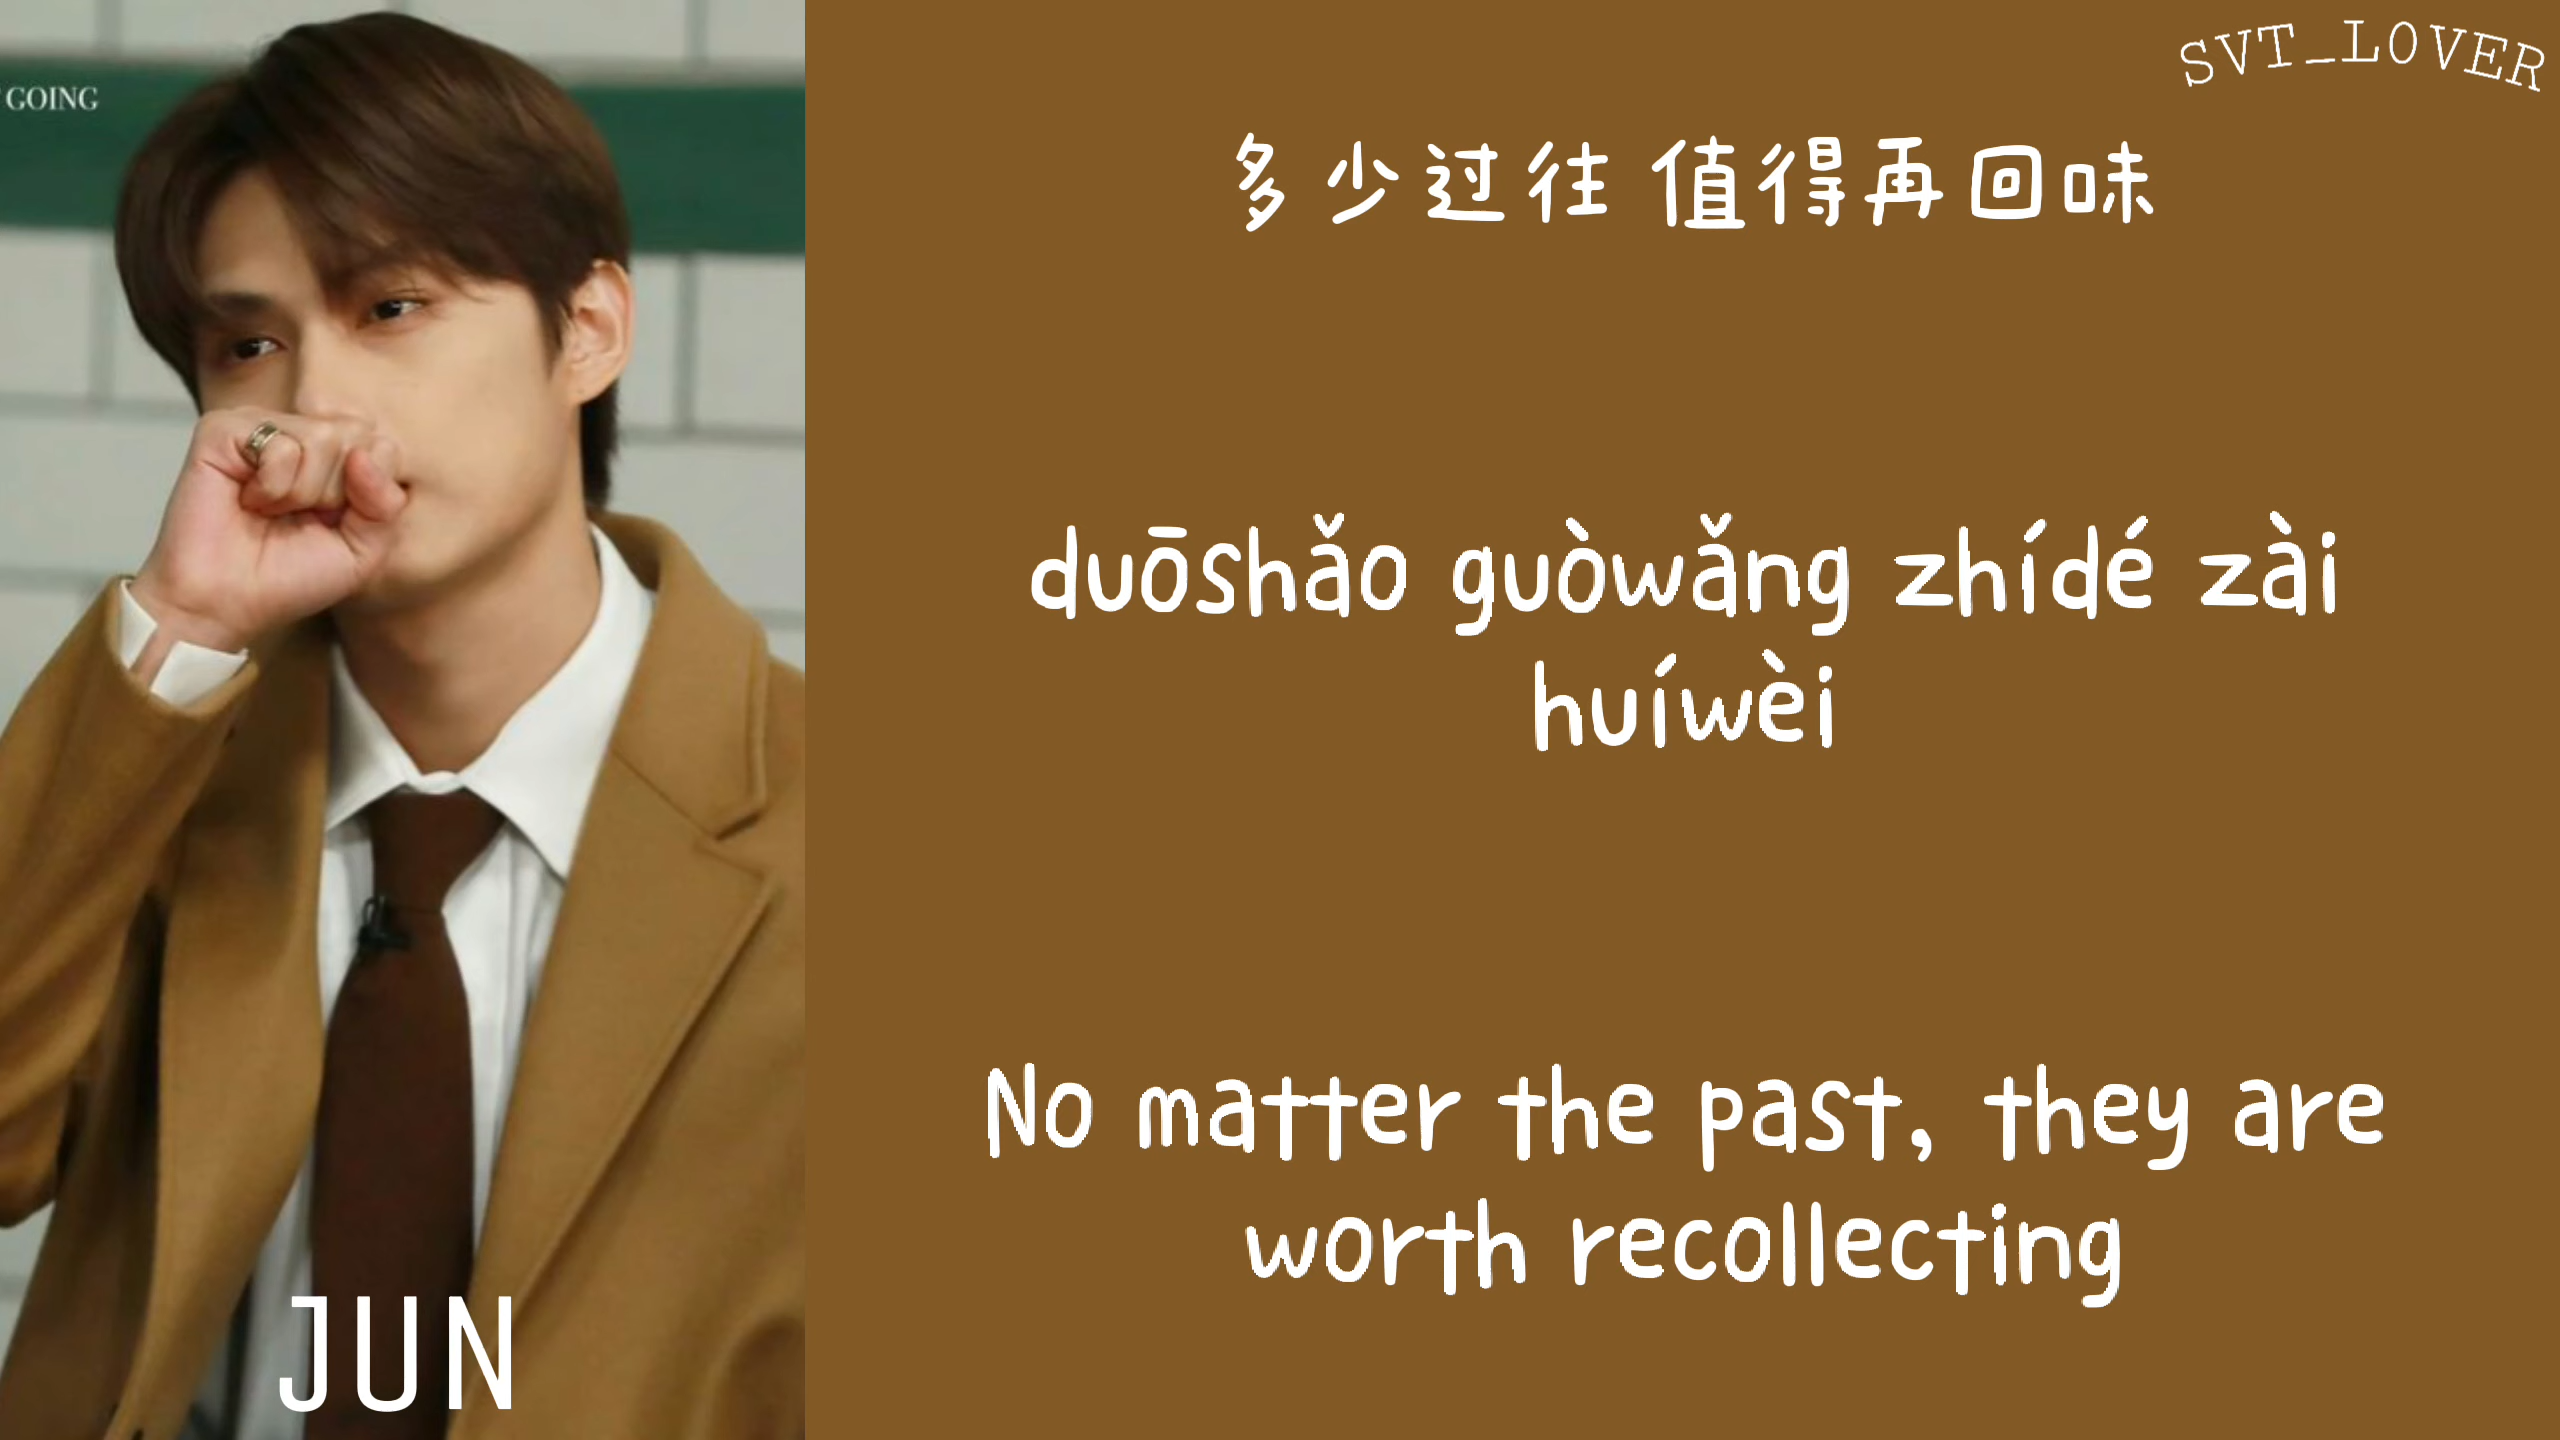 GOING
SVT_LOVER
多少过往 值得再回味
duōshǎo guòwǎng zhídé zài
huíwèi
No matter the past, they are
worth recollecting
JUN